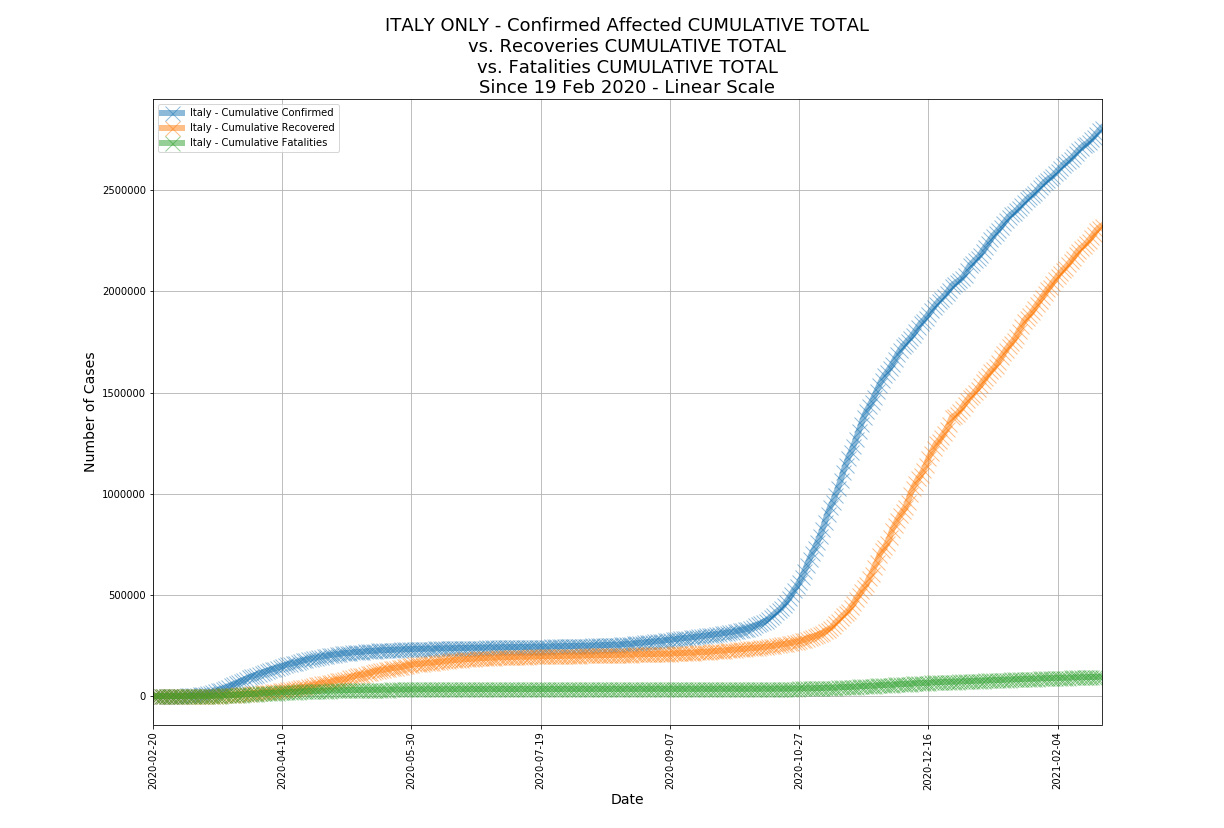 ITALY ONLY - Confirmed Affected CUMULATIVE TOTAL
vs. Recoveries CUMULATIVE TOTAL
vs. Fatalities CUMULATIVE TOTAL
Since 19 Feb 2020 - Linear Scale
Italy - Cumulative Confirmed
Italy - Cumulative Recovered
Italy - Cumulative Fatalities
Number of Cases
2500000
2000000
1500000
1000000
500000
0
2020-02-20
2020-04-10
2020-05-30
2020-07-19
2020-09-07
2020-10-27
2020-12-16
2021-02-04
Date